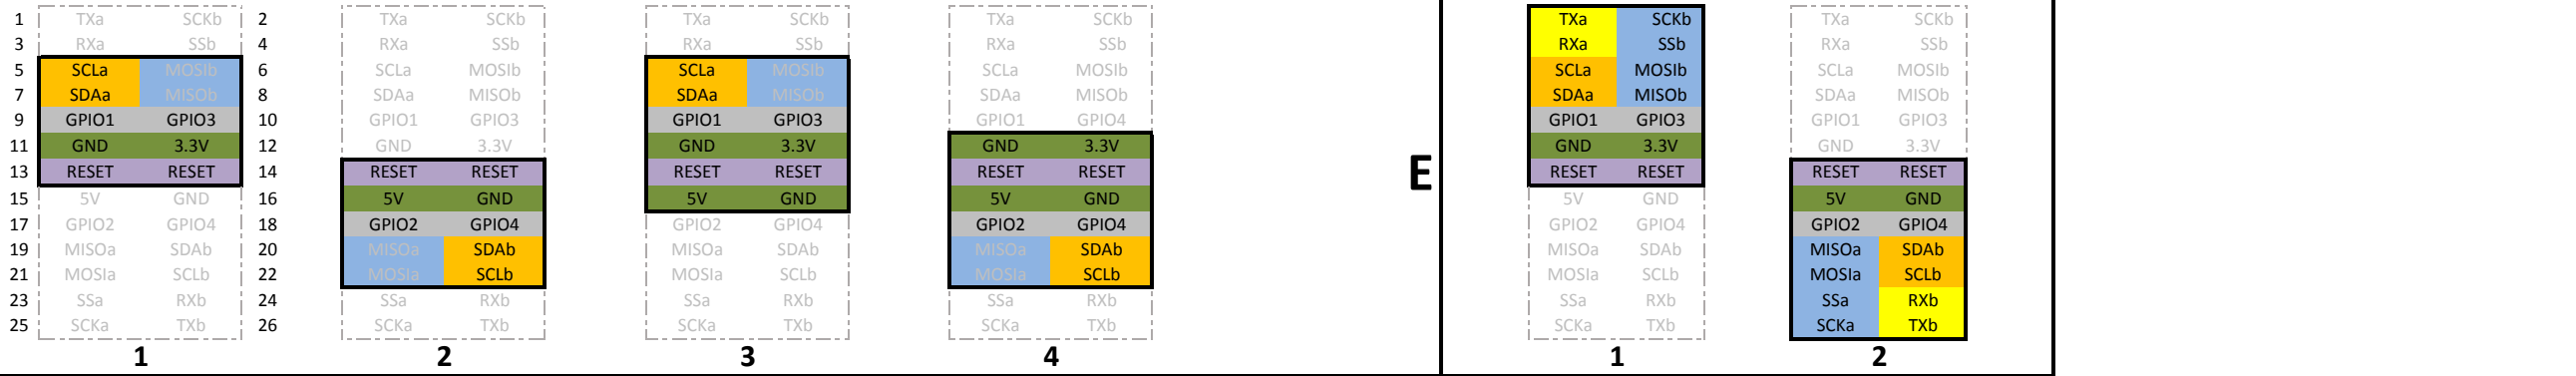 1 TXa SCKb 2 TXa SCKb TXa SCKb TXa SCKb TXa SCKb TXa SCKb
3 RXa SSb 4 RXa SSb RXa SSb RXa SSb RXa SSb RXa SSb
5 SCLa MOSIb 6 SCLa MOSIb SCLa MOSIb SCLa MOSIb SCLa MOSIb SCLa MOSIb
7 SDAa MISOb 8 SDAa MISOb SDAa MISOb SDAa MISOb SDAa MISOb SDAa MISOb
9 GPIO1 GPIO3 10 GPIO1 GPIO3 GPIO1 GPIO3 GPIO1 GPIO4 GPIO1 GPIO3 GPIO1 GPIO3
11 GND 3.3V 12 GND 3.3V GND 3.3V GND 3.3V GND 3.3V GND 3.3V
13 RESET RESET 14 RESET RESET RESET RESET RESET RESET E RESET RESET RESET RESET
15 5V GND 16 5V GND 5V GND 5V GND 5V GND 5V GND
17 GPIO2 GPIO4 18 GPIO2 GPIO4 GPIO2 GPIO4 GPIO2 GPIO4 GPIO2 GPIO4 GPIO2 GPIO4
19 MISOa SDAb 20 MISOa SDAb MISOa SDAb MISOa SDAb MISOa SDAb MISOa SDAb
21 MOSIa SCLb 22 MOSIa SCLb MOSIa SCLb MOSIa SCLb MOSIa SCLb MOSIa SCLb
23 SSa RXb 24 SSa RXb SSa RXb SSa RXb SSa RXb SSa RXb
25 SCKa TXb 26 SCKa TXb SCKa TXb SCKa TXb SCKa TXb SCKa TXb
1 2 3 4 1 2